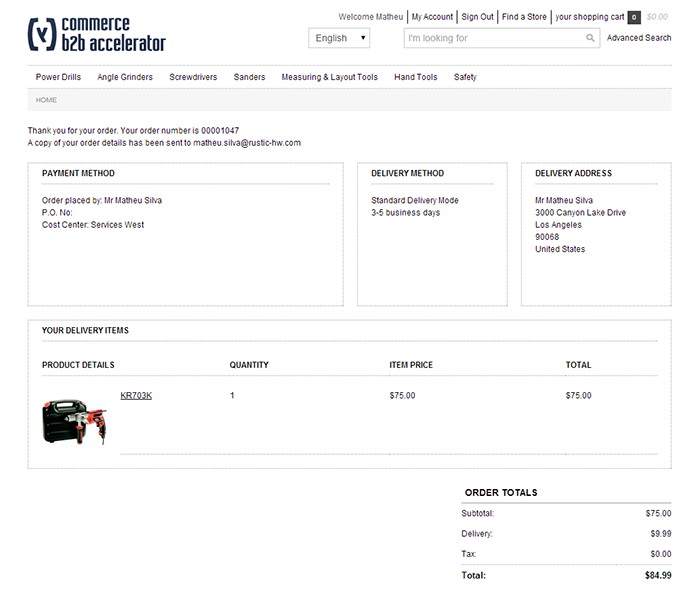 commerce
b2b accelerator
Welcome Matheu My Account Sign Out Find a Store your shopping cart 0 $0.00
English
I'm looking for
Advanced Search
Power Drills Angle Grinders Screwdrivers Sanders Measuring & Layout Tools Hand Tools Safety
HOME
Thank you for your order. Your order number is 00001047
A copy of your order details has been sent to matheu.silva@rustic-hw.com
PAYMENT METHOD
Order placed by: Mr Matheu Silva
P.O. No:
Cost Center: Services West
DELIVERY METHOD
Standard Delivery Mode
3-5 business days
DELIVERY ADDRESS
Mr Matheu Silva
3000 Canyon Lake Drive
Los Angeles
90068
United States
YOUR DELIVERY ITEMS
PRODUCT DETAILS QUANTITY ITEM PRICE TOTAL
KR703K 1 $75.00 $75.00
ORDER TOTALS
Subtotal: $75.00
Delivery: $9.99
Tax: $0.00
Total: $84.99